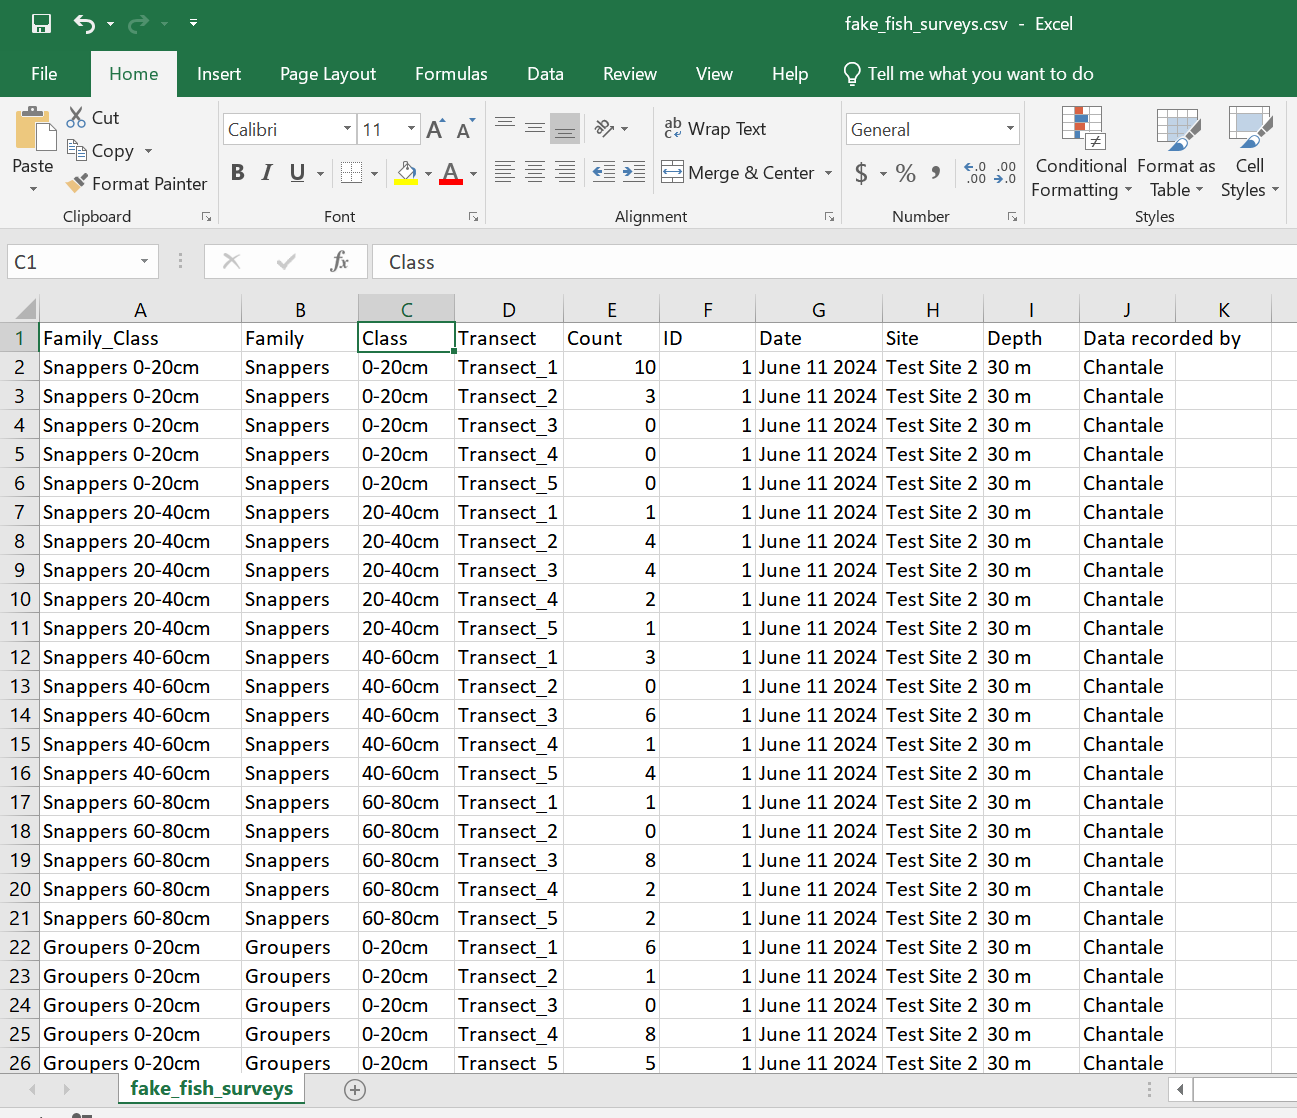 fake_fish_surveys.csv - Excel
File Home Insert Page Layout Formulas Data Review View Help Tell me what you want to do
Paste
Cut
Copy
Format Painter
Clipboard
Calibri 11 A A
B I U A
Font
ab Wrap Text
Merge & Center
Alignment
General
$ % , .0 .00 .00 .0
Number
Conditional Formatting
Format as Table
Cell Styles
Styles
C1 fx Class
A B C D E F G H I J K
1 Family_Class Family Class Transect Count ID Date Site Depth Data recorded by
2 Snappers 0-20cm Snappers 0-20cm Transect_1 10 1 June 11 2024 Test Site 2 30 m Chantale
3 Snappers 0-20cm Snappers 0-20cm Transect_2 3 1 June 11 2024 Test Site 2 30 m Chantale
4 Snappers 0-20cm Snappers 0-20cm Transect_3 0 1 June 11 2024 Test Site 2 30 m Chantale
5 Snappers 0-20cm Snappers 0-20cm Transect_4 0 1 June 11 2024 Test Site 2 30 m Chantale
6 Snappers 0-20cm Snappers 0-20cm Transect_5 0 1 June 11 2024 Test Site 2 30 m Chantale
7 Snappers 20-40cm Snappers 20-40cm Transect_1 1 1 June 11 2024 Test Site 2 30 m Chantale
8 Snappers 20-40cm Snappers 20-40cm Transect_2 4 1 June 11 2024 Test Site 2 30 m Chantale
9 Snappers 20-40cm Snappers 20-40cm Transect_3 4 1 June 11 2024 Test Site 2 30 m Chantale
10 Snappers 20-40cm Snappers 20-40cm Transect_4 2 1 June 11 2024 Test Site 2 30 m Chantale
11 Snappers 20-40cm Snappers 20-40cm Transect_5 1 1 June 11 2024 Test Site 2 30 m Chantale
12 Snappers 40-60cm Snappers 40-60cm Transect_1 3 1 June 11 2024 Test Site 2 30 m Chantale
13 Snappers 40-60cm Snappers 40-60cm Transect_2 0 1 June 11 2024 Test Site 2 30 m Chantale
14 Snappers 40-60cm Snappers 40-60cm Transect_3 6 1 June 11 2024 Test Site 2 30 m Chantale
15 Snappers 40-60cm Snappers 40-60cm Transect_4 1 1 June 11 2024 Test Site 2 30 m Chantale
16 Snappers 40-60cm Snappers 40-60cm Transect_5 4 1 June 11 2024 Test Site 2 30 m Chantale
17 Snappers 60-80cm Snappers 60-80cm Transect_1 1 1 June 11 2024 Test Site 2 30 m Chantale
18 Snappers 60-80cm Snappers 60-80cm Transect_2 0 1 June 11 2024 Test Site 2 30 m Chantale
19 Snappers 60-80cm Snappers 60-80cm Transect_3 8 1 June 11 2024 Test Site 2 30 m Chantale
20 Snappers 60-80cm Snappers 60-80cm Transect_4 2 1 June 11 2024 Test Site 2 30 m Chantale
21 Snappers 60-80cm Snappers 60-80cm Transect_5 2 1 June 11 2024 Test Site 2 30 m Chantale
22 Groupers 0-20cm Groupers 0-20cm Transect_1 6 1 June 11 2024 Test Site 2 30 m Chantale
23 Groupers 0-20cm Groupers 0-20cm Transect_2 1 1 June 11 2024 Test Site 2 30 m Chantale
24 Groupers 0-20cm Groupers 0-20cm Transect_3 0 1 June 11 2024 Test Site 2 30 m Chantale
25 Groupers 0-20cm Groupers 0-20cm Transect_4 8 1 June 11 2024 Test Site 2 30 m Chantale
26 Groupers 0-20cm Groupers 0-20cm Transect_5 5 1 June 11 2024 Test Site 2 30 m Chantale
fake_fish_surveys